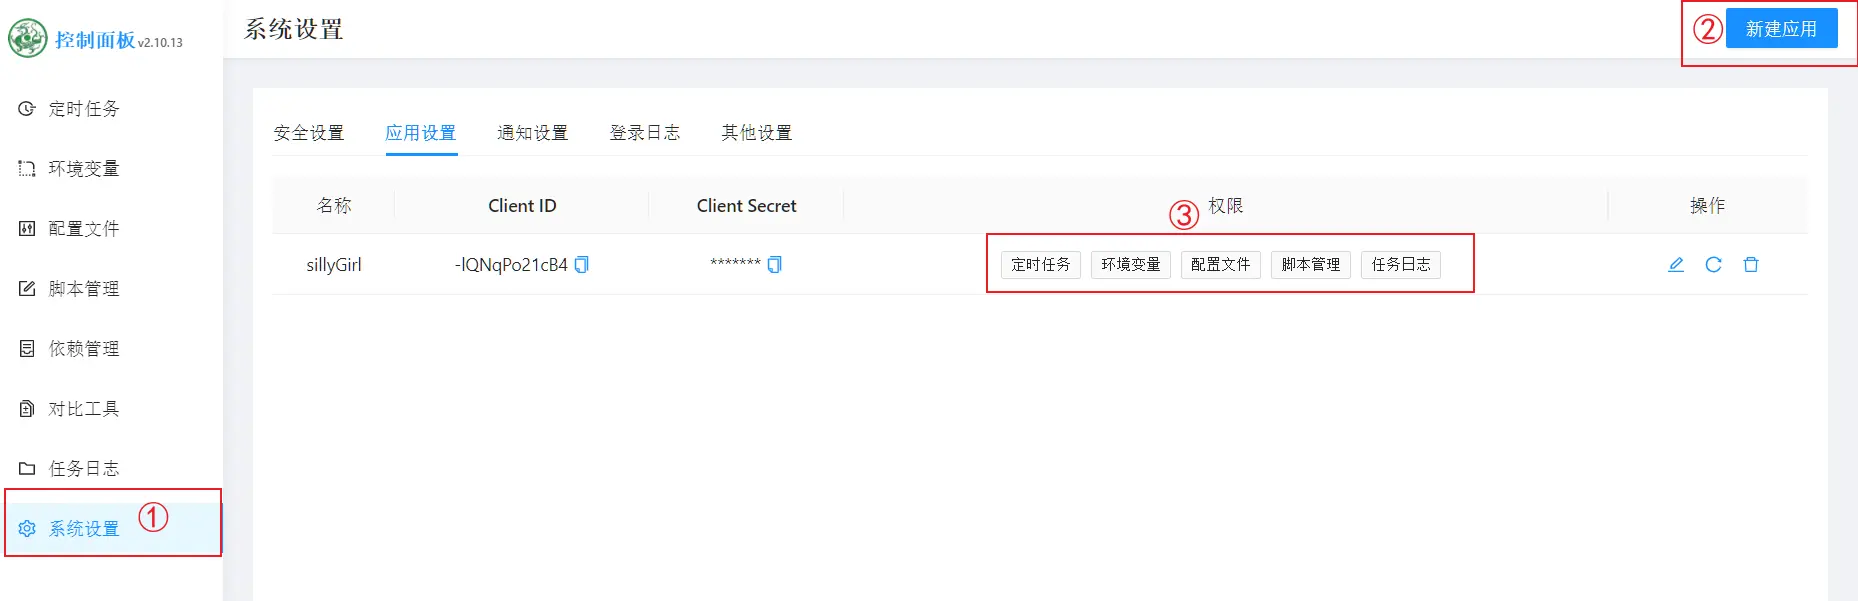 控制面板 v2.10.13
定时任务
环境变量
配置文件
脚本管理
依赖管理
对比工具
任务日志
系统设置 ①
系统设置
② 新建应用
安全设置 应用设置 通知设置 登录日志 其他设置
名称 Client ID Client Secret ③ 权限 操作
sillyGirl -lQNqPo21cB4 ******* 定时任务 环境变量 配置文件 脚本管理 任务日志